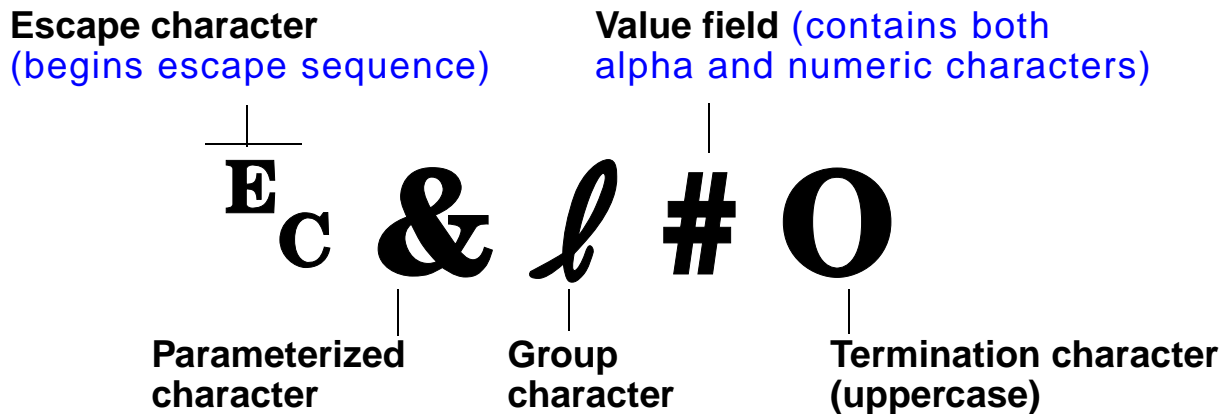 Escape character
(begins escape sequence)
Value field (contains both
alpha and numeric characters)
E C & ℓ # O
Parameterized
character
Group
character
Termination character
(uppercase)